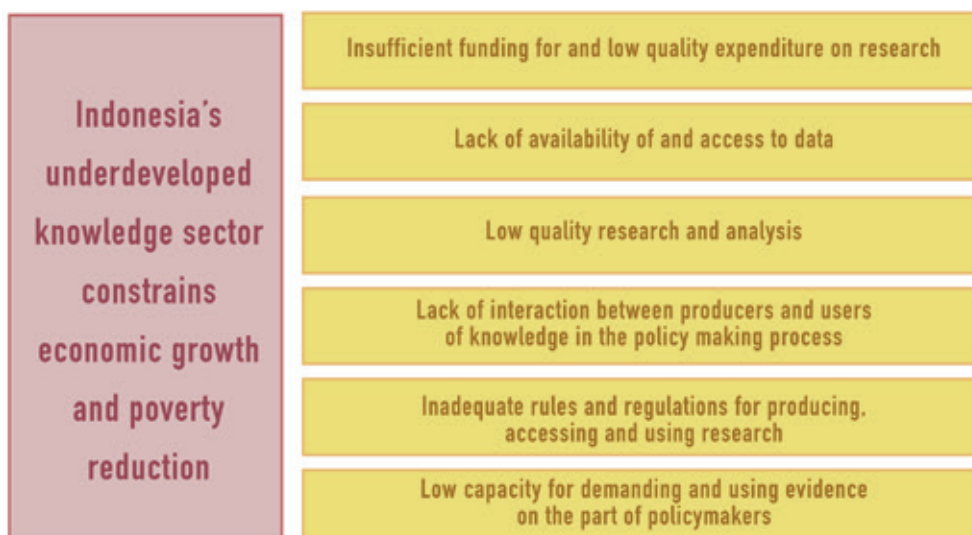 Indonesia's
underdeveloped
knowledge sector
constrains
economic growth
and poverty
reduction
Insufficient funding for and low quality expenditure on research
Lack of availability of and access to data
Low quality research and analysis
Lack of interaction between producers and users
of knowledge in the policy making process
Inadequate rules and regulations for producing,
accessing and using research
Low capacity for demanding and using evidence
on the part of policymakers